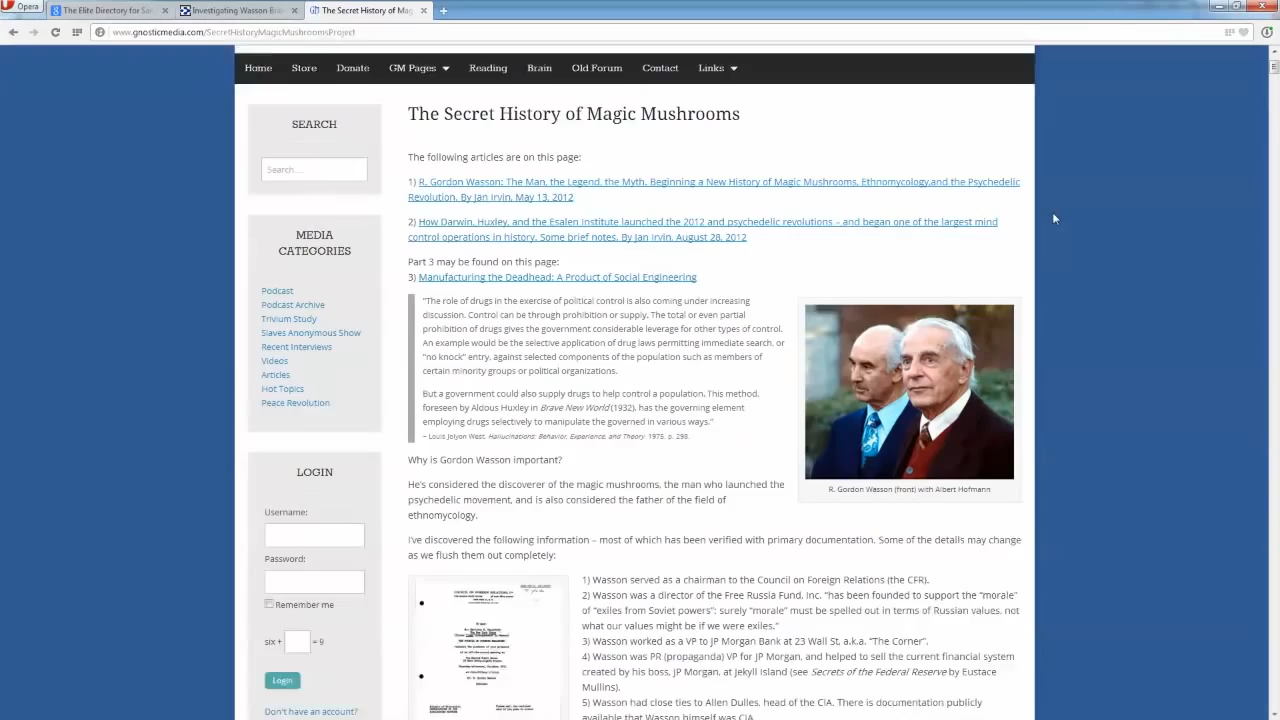 Opera
The Elite Directory for Sa
Investigating Wasson Bra
The Secret History of Mag
www.gnosticmedia.com/SecretHistoryMagicMushroomsProject
Home Store Donate GM Pages Reading Brain Old Forum Contact Links
SEARCH
Search...
MEDIA
CATEGORIES
Podcast
Podcast Archive
Trivium Study
Slaves Anonymous Show
Recent Interviews
Videos
Articles
Hot Topics
Peace Revolution
LOGIN
Username:
Password:
Remember me
six + = 9
Login
Don't have an account?
The Secret History of Magic Mushrooms
The following articles are on this page:
1) R. Gordon Wasson: The Man, the Legend, the Myth. Beginning a New History of Magic Mushrooms, Ethnomycology,and the Psychedelic
Revolution. By Jan Irvin, May 13, 2012
2) How Darwin, Huxley, and the Esalen Institute launched the 2012 and psychedelic revolutions – and began one of the largest mind
control operations in history. Some brief notes. By Jan Irvin, August 28, 2012
Part 3 may be found on this page:
3) Manufacturing the Deadhead: A Product of Social Engineering
"The role of drugs in the exercise of political control is also coming under increasing
discussion. Control can be through prohibition or supply. The total or even partial
prohibition of drugs gives the government considerable leverage for other types of control.
An example would be the selective application of drug laws permitting immediate search, or
"no knock" entry, against selected components of the population such as members of
certain minority groups or political organizations.
But a government could also supply drugs to help control a population. This method,
foreseen by Aldous Huxley in Brave New World (1932), has the governing element
employing drugs selectively to manipulate the governed in various ways."
– Louis Jolyon West, Hallucinations: Behavior, Experience, and Theory 1975, p. 298.
R. Gordon Wasson (front) with Albert Hofmann
Why is Gordon Wasson important?
He's considered the discoverer of the magic mushrooms, the man who launched the
psychedelic movement, and is also considered the father of the field of
ethnomycology.
I've discovered the following information – most of which has been verified with primary documentation. Some of the details may change
as we flush them out completely:
1) Wasson served as a chairman to the Council on Foreign Relations (the CFR).
2) Wasson was a director of the Free Russia Fund, Inc. "It had been founded to support the "morale"
of "exiles from Soviet powers"; surely "morale" must be spelled out in terms of Russian values, not
what our values might be if we were exiles."
3) Wasson worked as a VP to JP Morgan Bank at 23 Wall St, a.k.a. "The Corner".
4) Wasson was PR (propaganda) VP for JP Morgan, and helped to sell the current financial system
created by his boss, JP Morgan, at Jekyll Island (see Secrets of the Federal Reserve by Eustace
Mullins).
5) Wasson had close ties to Allen Dulles, head of the CIA. There is documentation publicly
available that Wasson himself was CIA